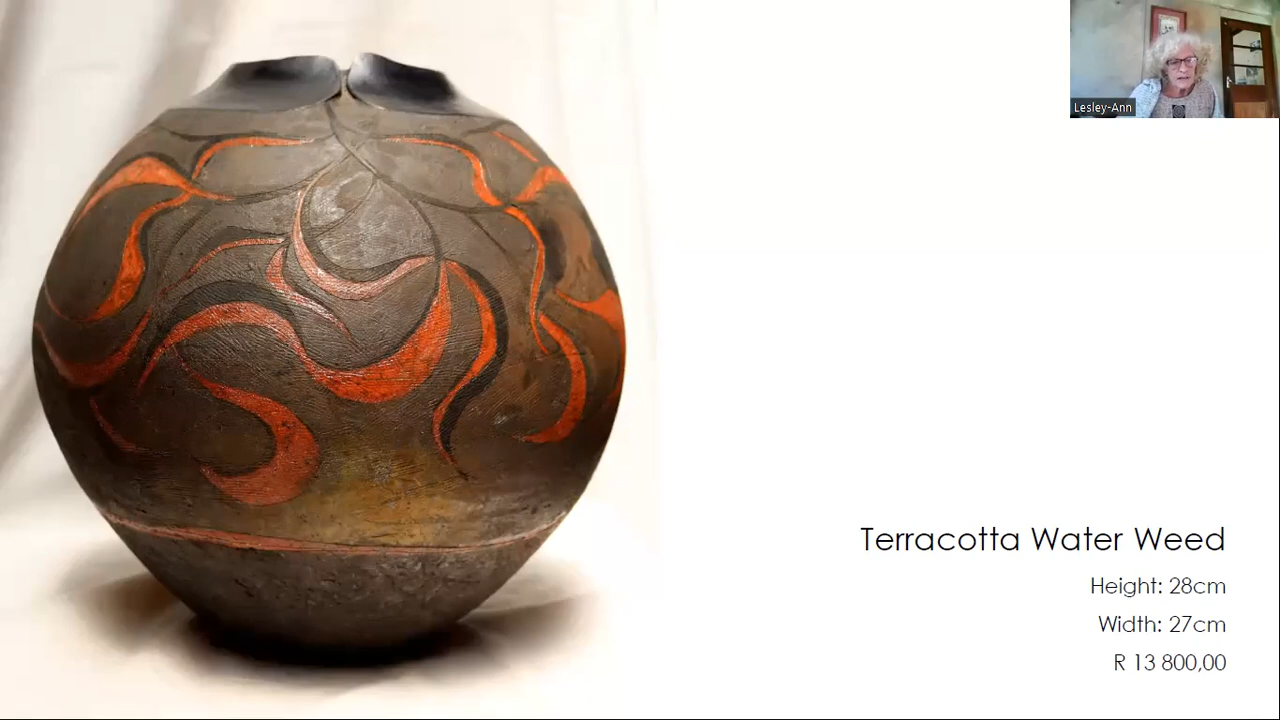 Lesley-Ann
Terracotta Water Weed
Height: 28cm
Width: 27cm
R 13 800,00